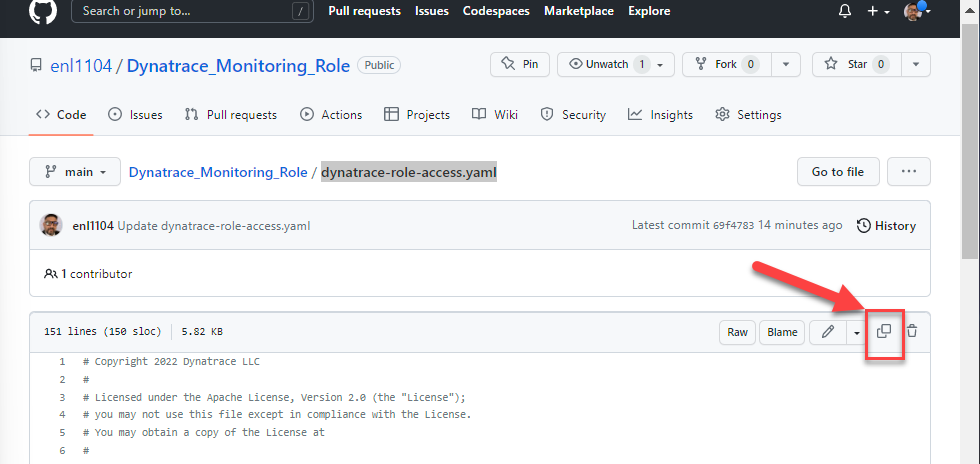 Search or jump to... /
Pull requests Issues Codespaces Marketplace Explore
enl1104 / Dynatrace_Monitoring_Role Public
Pin Unwatch 1 Fork 0 Star 0
Code Issues Pull requests Actions Projects Wiki Security Insights Settings
main Dynatrace_Monitoring_Role / dynatrace-role-access.yaml Go to file ...
enl1104 Update dynatrace-role-access.yaml Latest commit 69f4783 14 minutes ago History
1 contributor
151 lines (150 sloc) 5.82 KB Raw Blame
1 # Copyright 2022 Dynatrace LLC
2 #
3 # Licensed under the Apache License, Version 2.0 (the "License");
4 # you may not use this file except in compliance with the License.
5 # You may obtain a copy of the License at
6 #